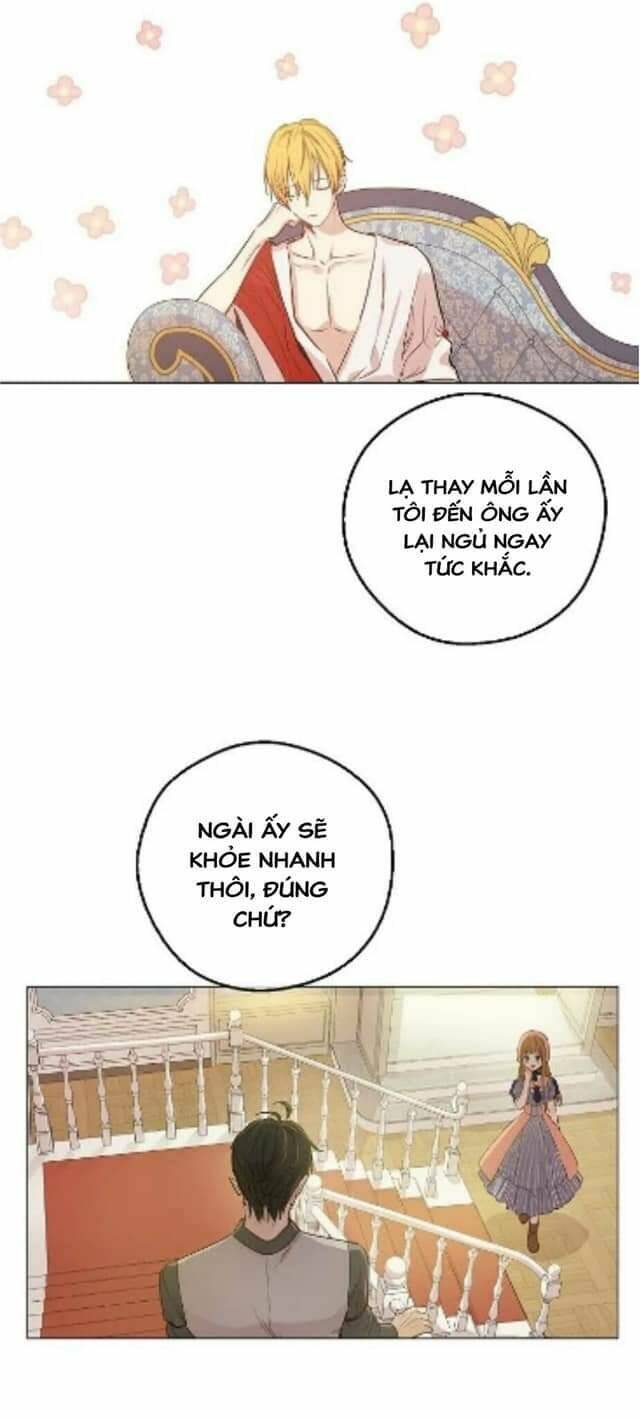 LẠ THAY MỖI LẦN
TÔI ĐẾN ÔNG ẤY
LẠI NGỦ NGAY
TỨC KHẮC.
NGÀI ẤY SẼ
KHỎE NHANH
THÔI, ĐÚNG
CHỨ?